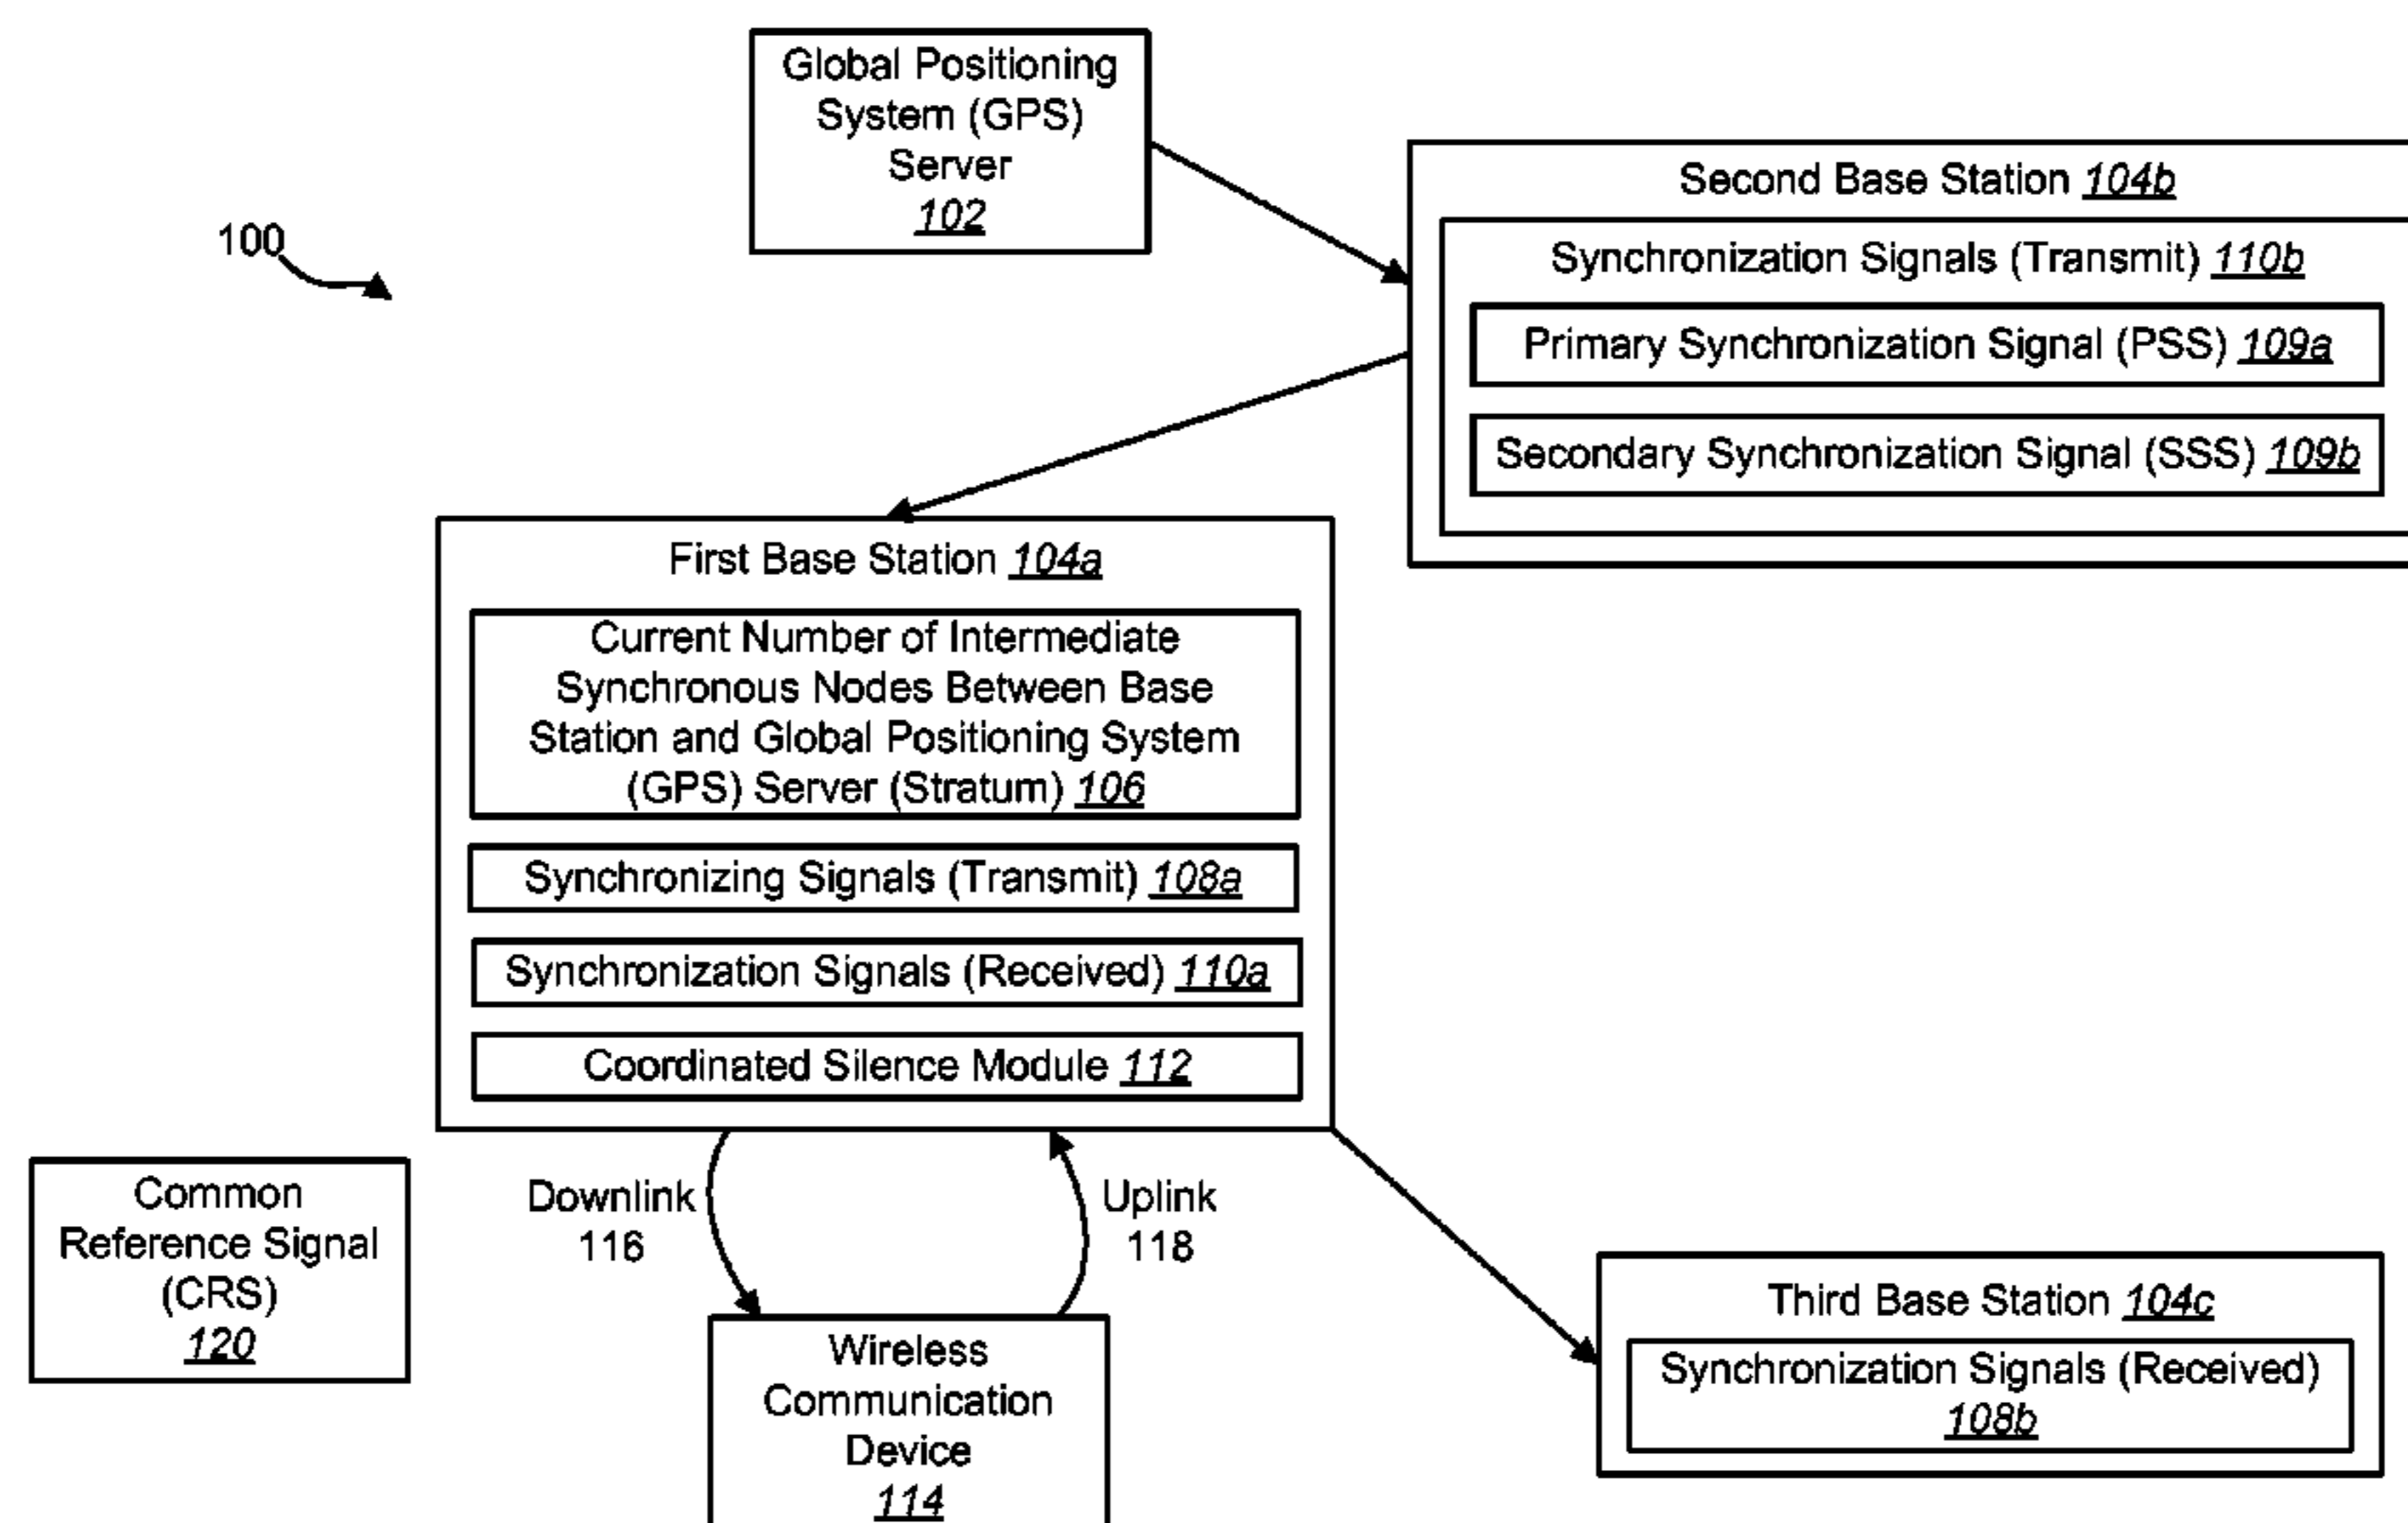 Global Positioning
System (GPS)
Server
102
100
Second Base Station 104b
Synchronization Signals (Transmit) 110b
Primary Synchronization Signal (PSS) 109a
Secondary Synchronization Signal (SSS) 109b
First Base Station 104a
Current Number of Intermediate
Synchronous Nodes Between Base
Station and Global Positioning System
(GPS) Server (Stratum) 106
Synchronizing Signals (Transmit) 108a
Synchronization Signals (Received) 110a
Coordinated Silence Module 112
Common
Reference Signal
(CRS)
120
Downlink
116
Uplink
118
Wireless
Communication
Device
114
Third Base Station 104c
Synchronization Signals (Received)
108b